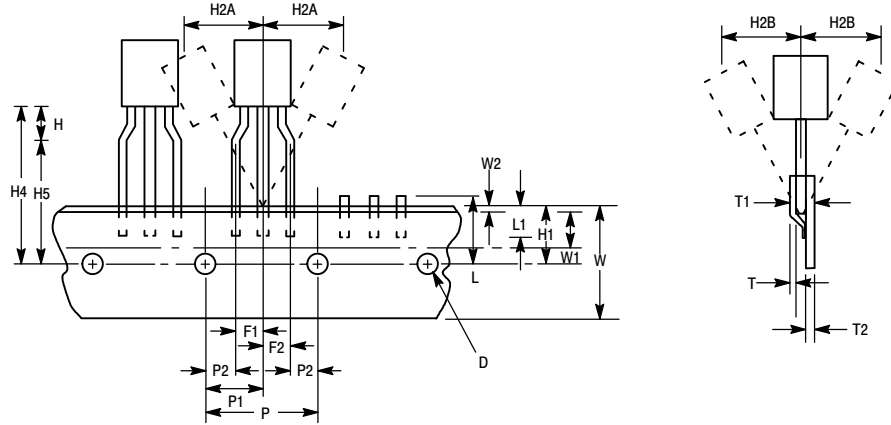 H2A H2A H2B H2B
H
W2
H4 H5 L1 H1 T1
W1 W
L
T
F1 T2
F2
P2 P2 D
P1 P